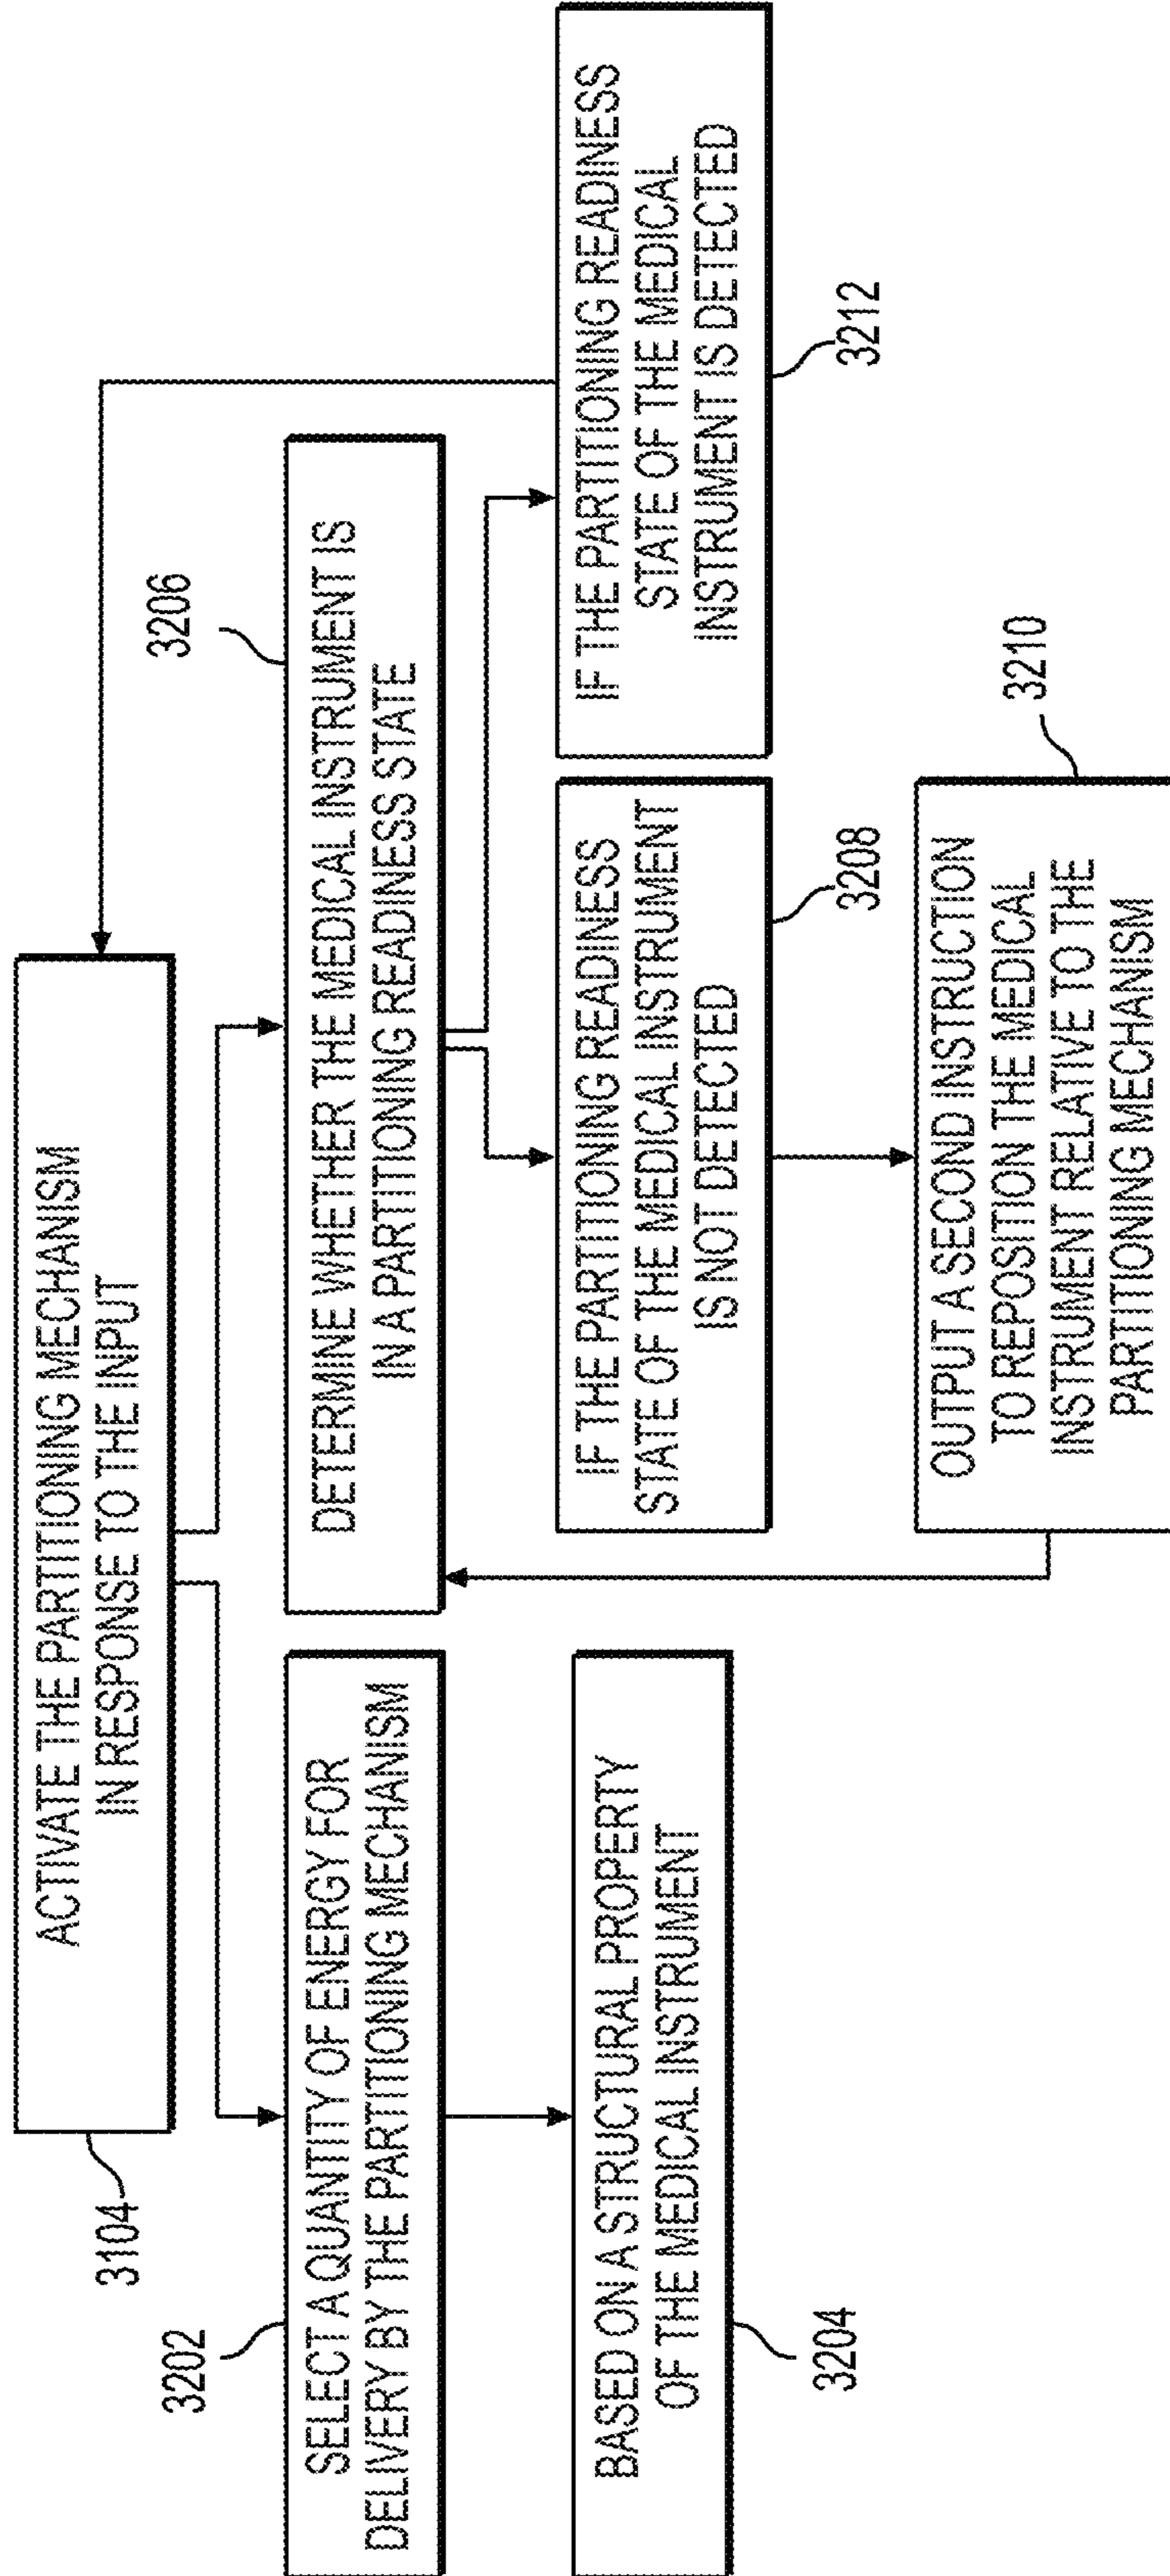 3104
ACTIVATE THE PARTITIONING MECHANISM
IN RESPONSE TO THE INPUT
3202
SELECT A QUANTITY OF ENERGY FOR
DELIVERY BY THE PARTITIONING MECHANISM
3206
DETERMINE WHETHER THE MEDICAL INSTRUMENT IS
IN A PARTITIONING READINESS STATE
BASED ON A STRUCTURAL PROPERTY
OF THE MEDICAL INSTRUMENT
3204
IF THE PARTITIONING READINESS
STATE OF THE MEDICAL INSTRUMENT
IS NOT DETECTED
3208
IF THE PARTITIONING READINESS
STATE OF THE MEDICAL
INSTRUMENT IS DETECTED
3212
OUTPUT A SECOND INSTRUCTION
TO REPOSITION THE MEDICAL
INSTRUMENT RELATIVE TO THE
PARTITIONING MECHANISM
3210